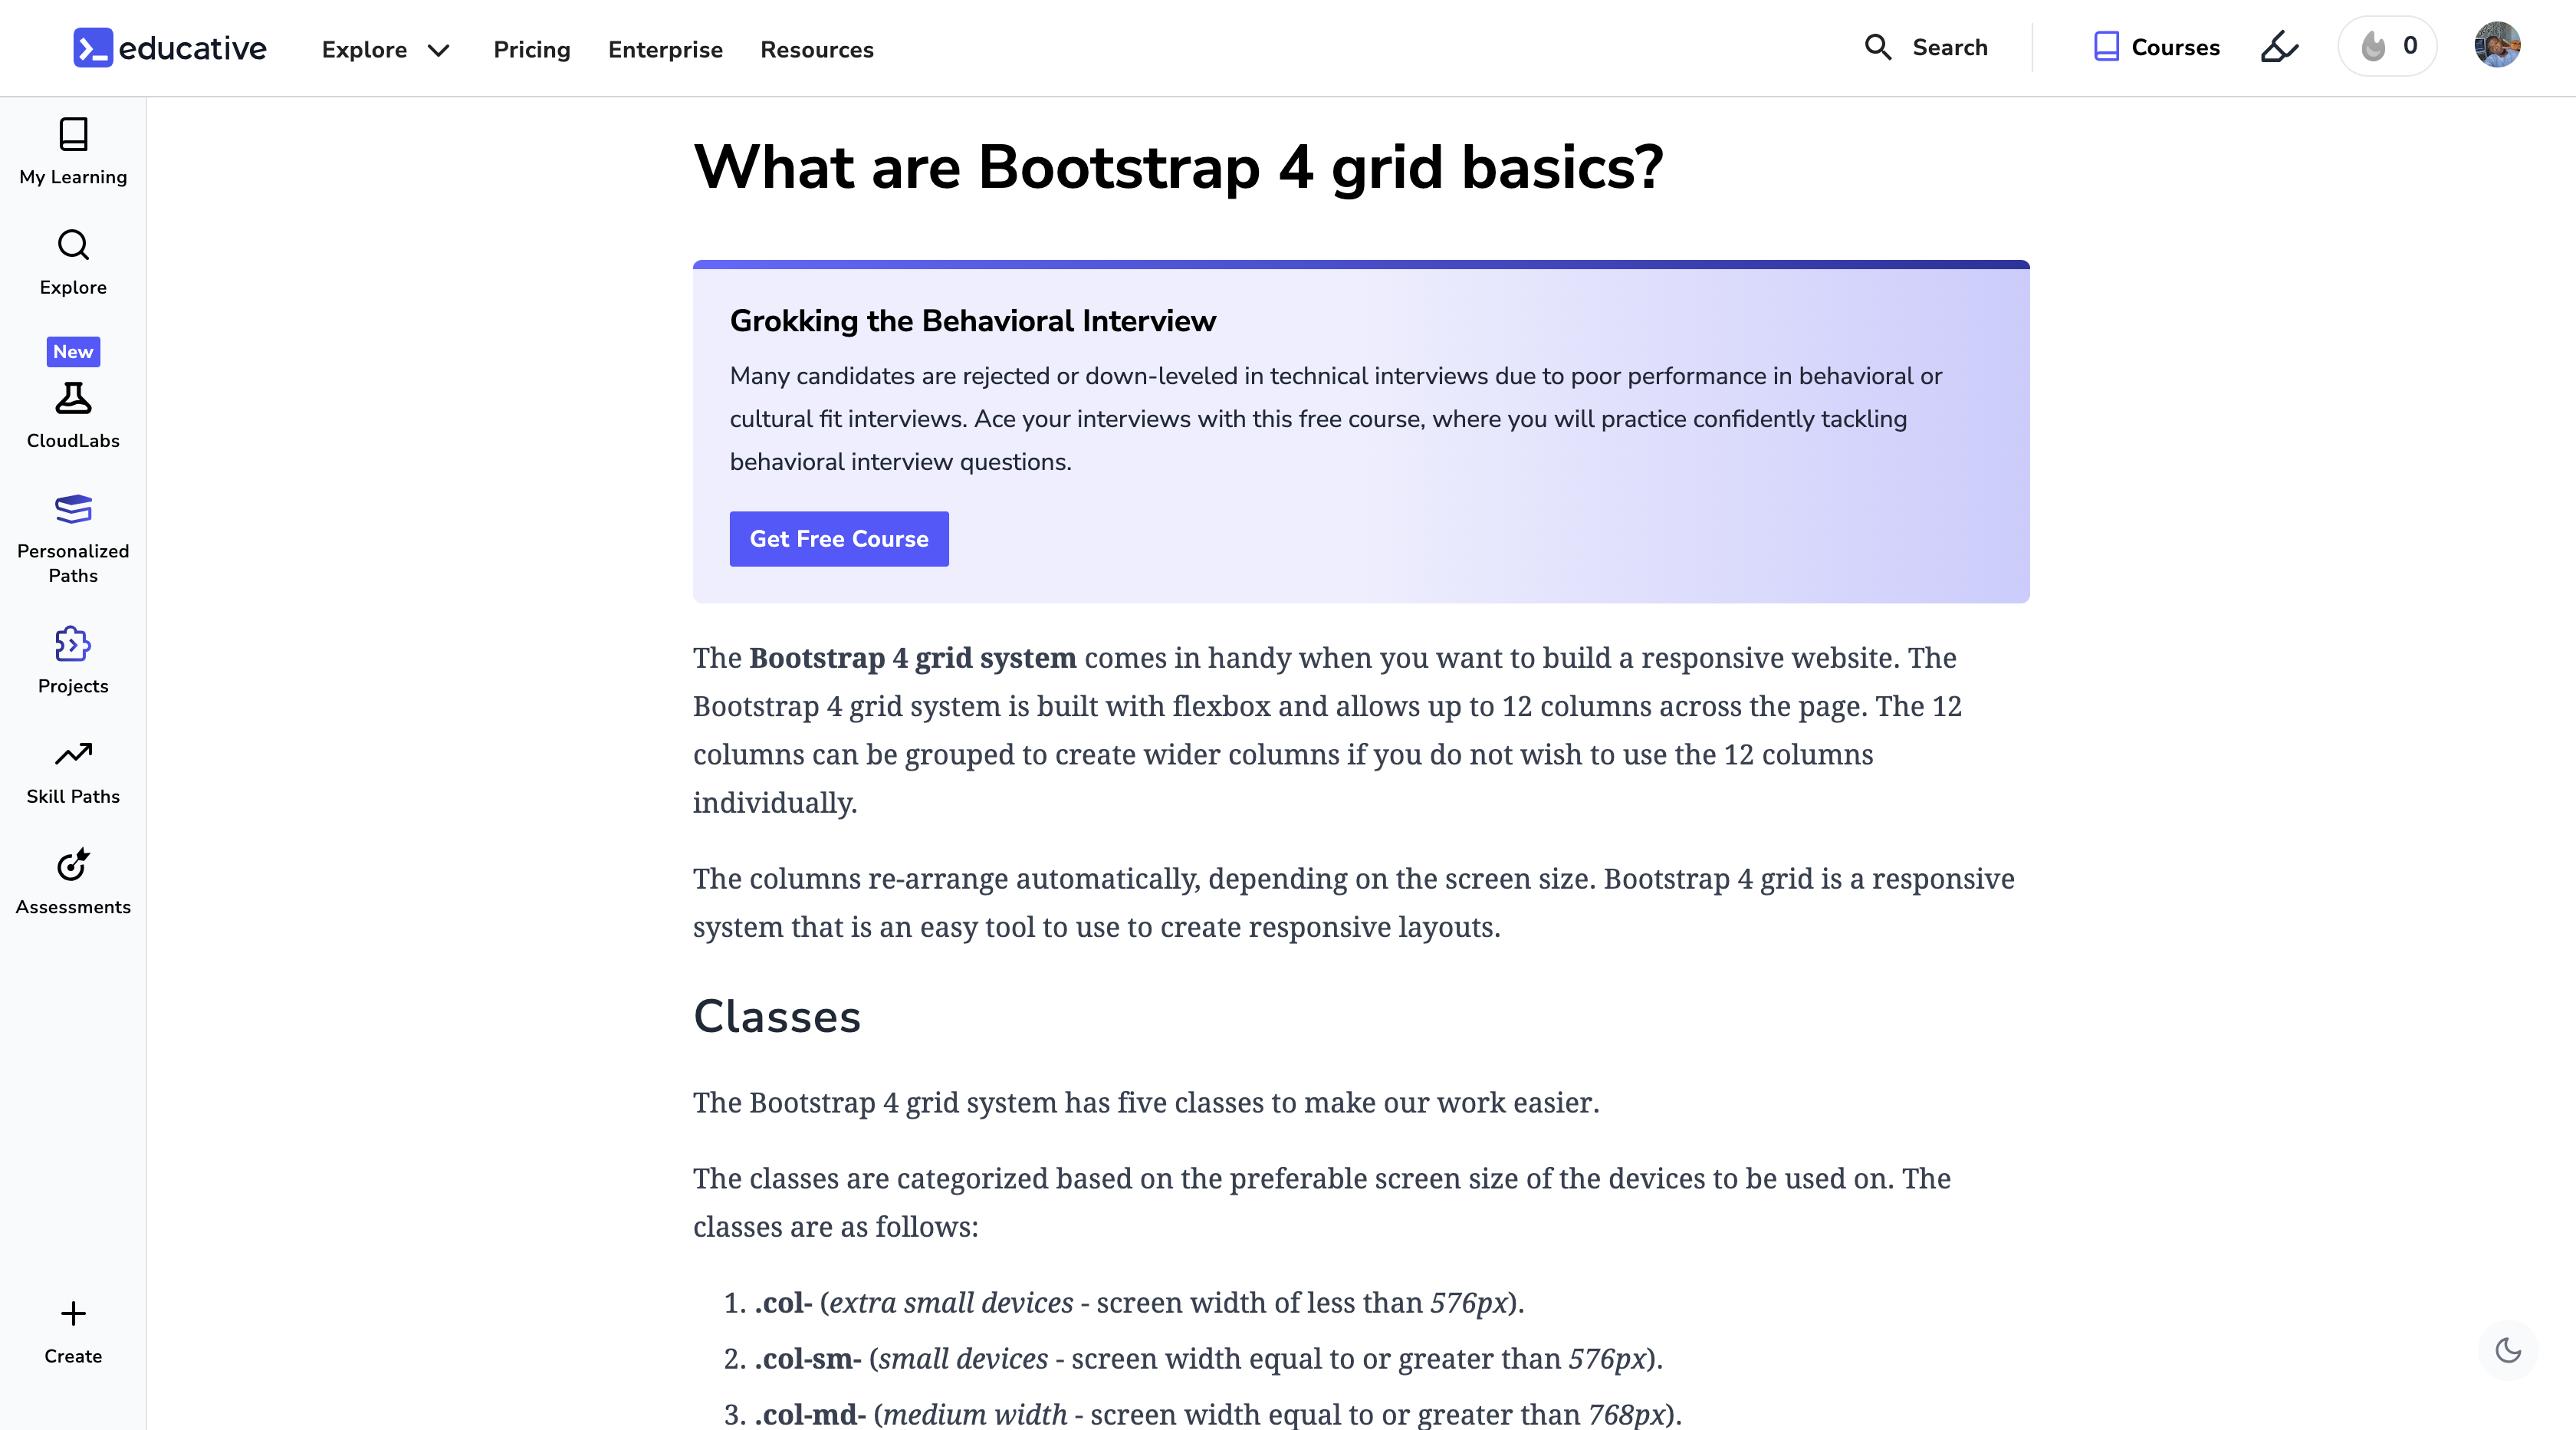 educative
Explore
Pricing
Enterprise
Resources
Search
Courses
0
My Learning
Explore
New
CloudLabs
Personalized
Paths
Projects
Skill Paths
Assessments
Create
What are Bootstrap 4 grid basics?
Grokking the Behavioral Interview
Many candidates are rejected or down-leveled in technical interviews due to poor performance in behavioral or
cultural fit interviews. Ace your interviews with this free course, where you will practice confidently tackling
behavioral interview questions.
Get Free Course
The Bootstrap 4 grid system comes in handy when you want to build a responsive website. The
Bootstrap 4 grid system is built with flexbox and allows up to 12 columns across the page. The 12
columns can be grouped to create wider columns if you do not wish to use the 12 columns
individually.
The columns re-arrange automatically, depending on the screen size. Bootstrap 4 grid is a responsive
system that is an easy tool to use to create responsive layouts.
Classes
The Bootstrap 4 grid system has five classes to make our work easier.
The classes are categorized based on the preferable screen size of the devices to be used on. The
classes are as follows:
1. .col- (extra small devices - screen width of less than 576px).
2. .col-sm- (small devices - screen width equal to or greater than 576px).
3. .col-md- (medium width - screen width equal to or greater than 768px).